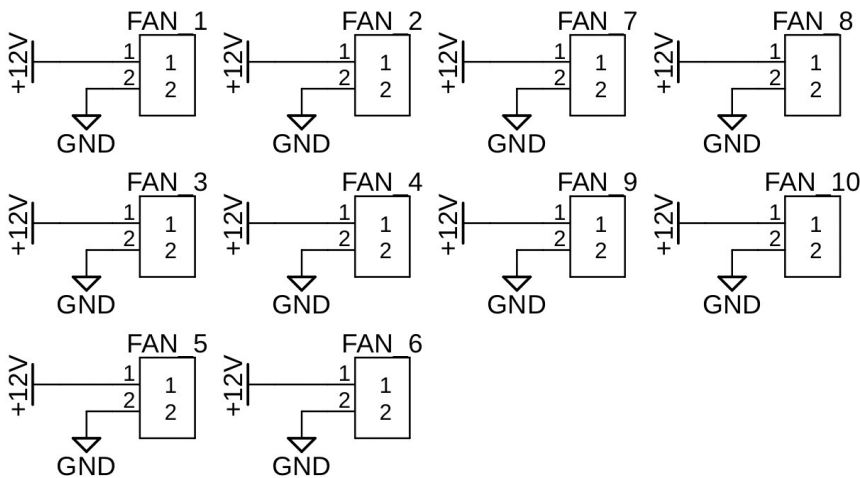 FAN_1
+12V
1
2
1
2
GND
FAN_2
+12V
1
2
1
2
GND
FAN_7
+12V
1
2
1
2
GND
FAN_8
+12V
1
2
1
2
GND
FAN_3
+12V
1
2
1
2
GND
FAN_4
+12V
1
2
1
2
GND
FAN_9
+12V
1
2
1
2
GND
FAN_10
+12V
1
2
1
2
GND
FAN_5
+12V
1
2
1
2
GND
FAN_6
+12V
1
2
1
2
GND